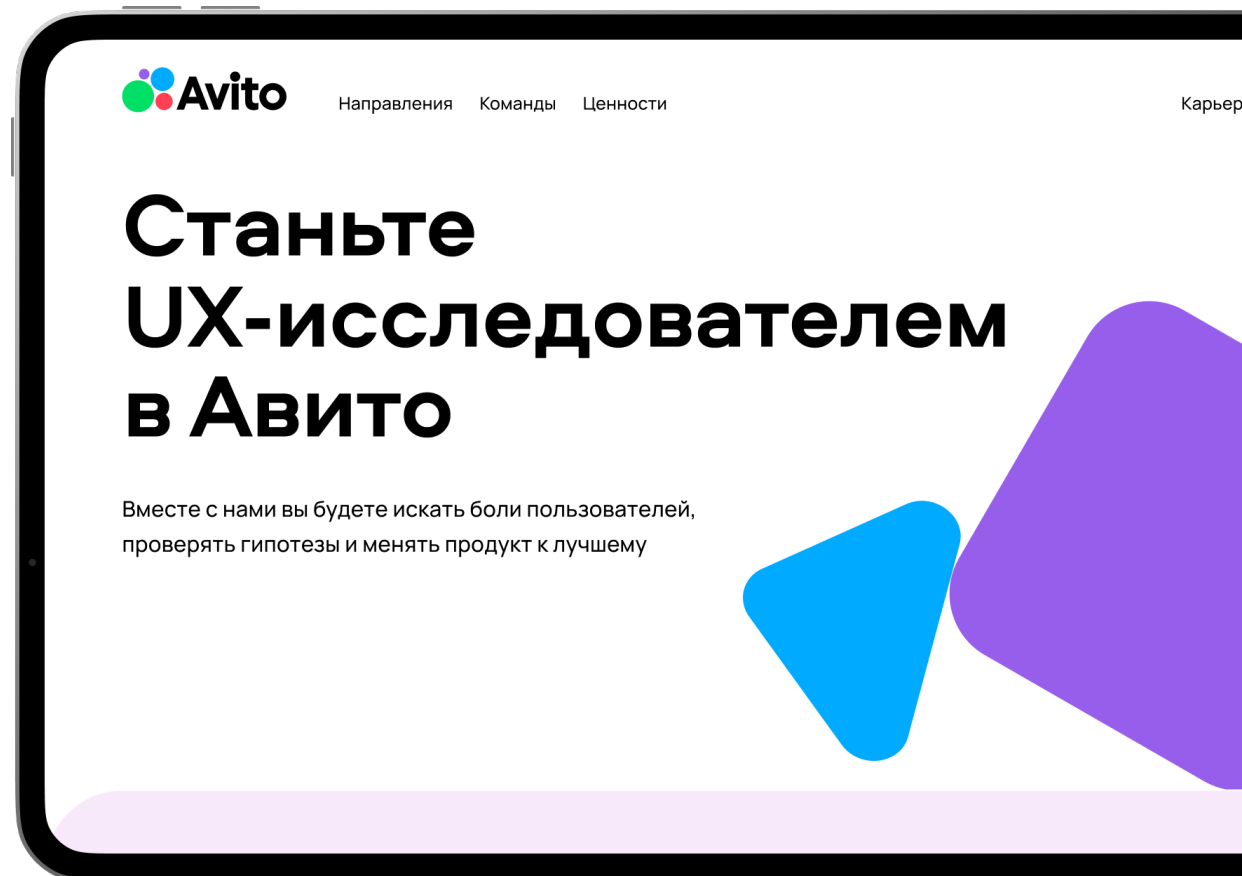 Avito
Направления Команды Ценности
Станьте
UX-исследователем
в Авито
Вместе с нами вы будете искать боли пользователей,
проверять гипотезы и менять продукт к лучшему